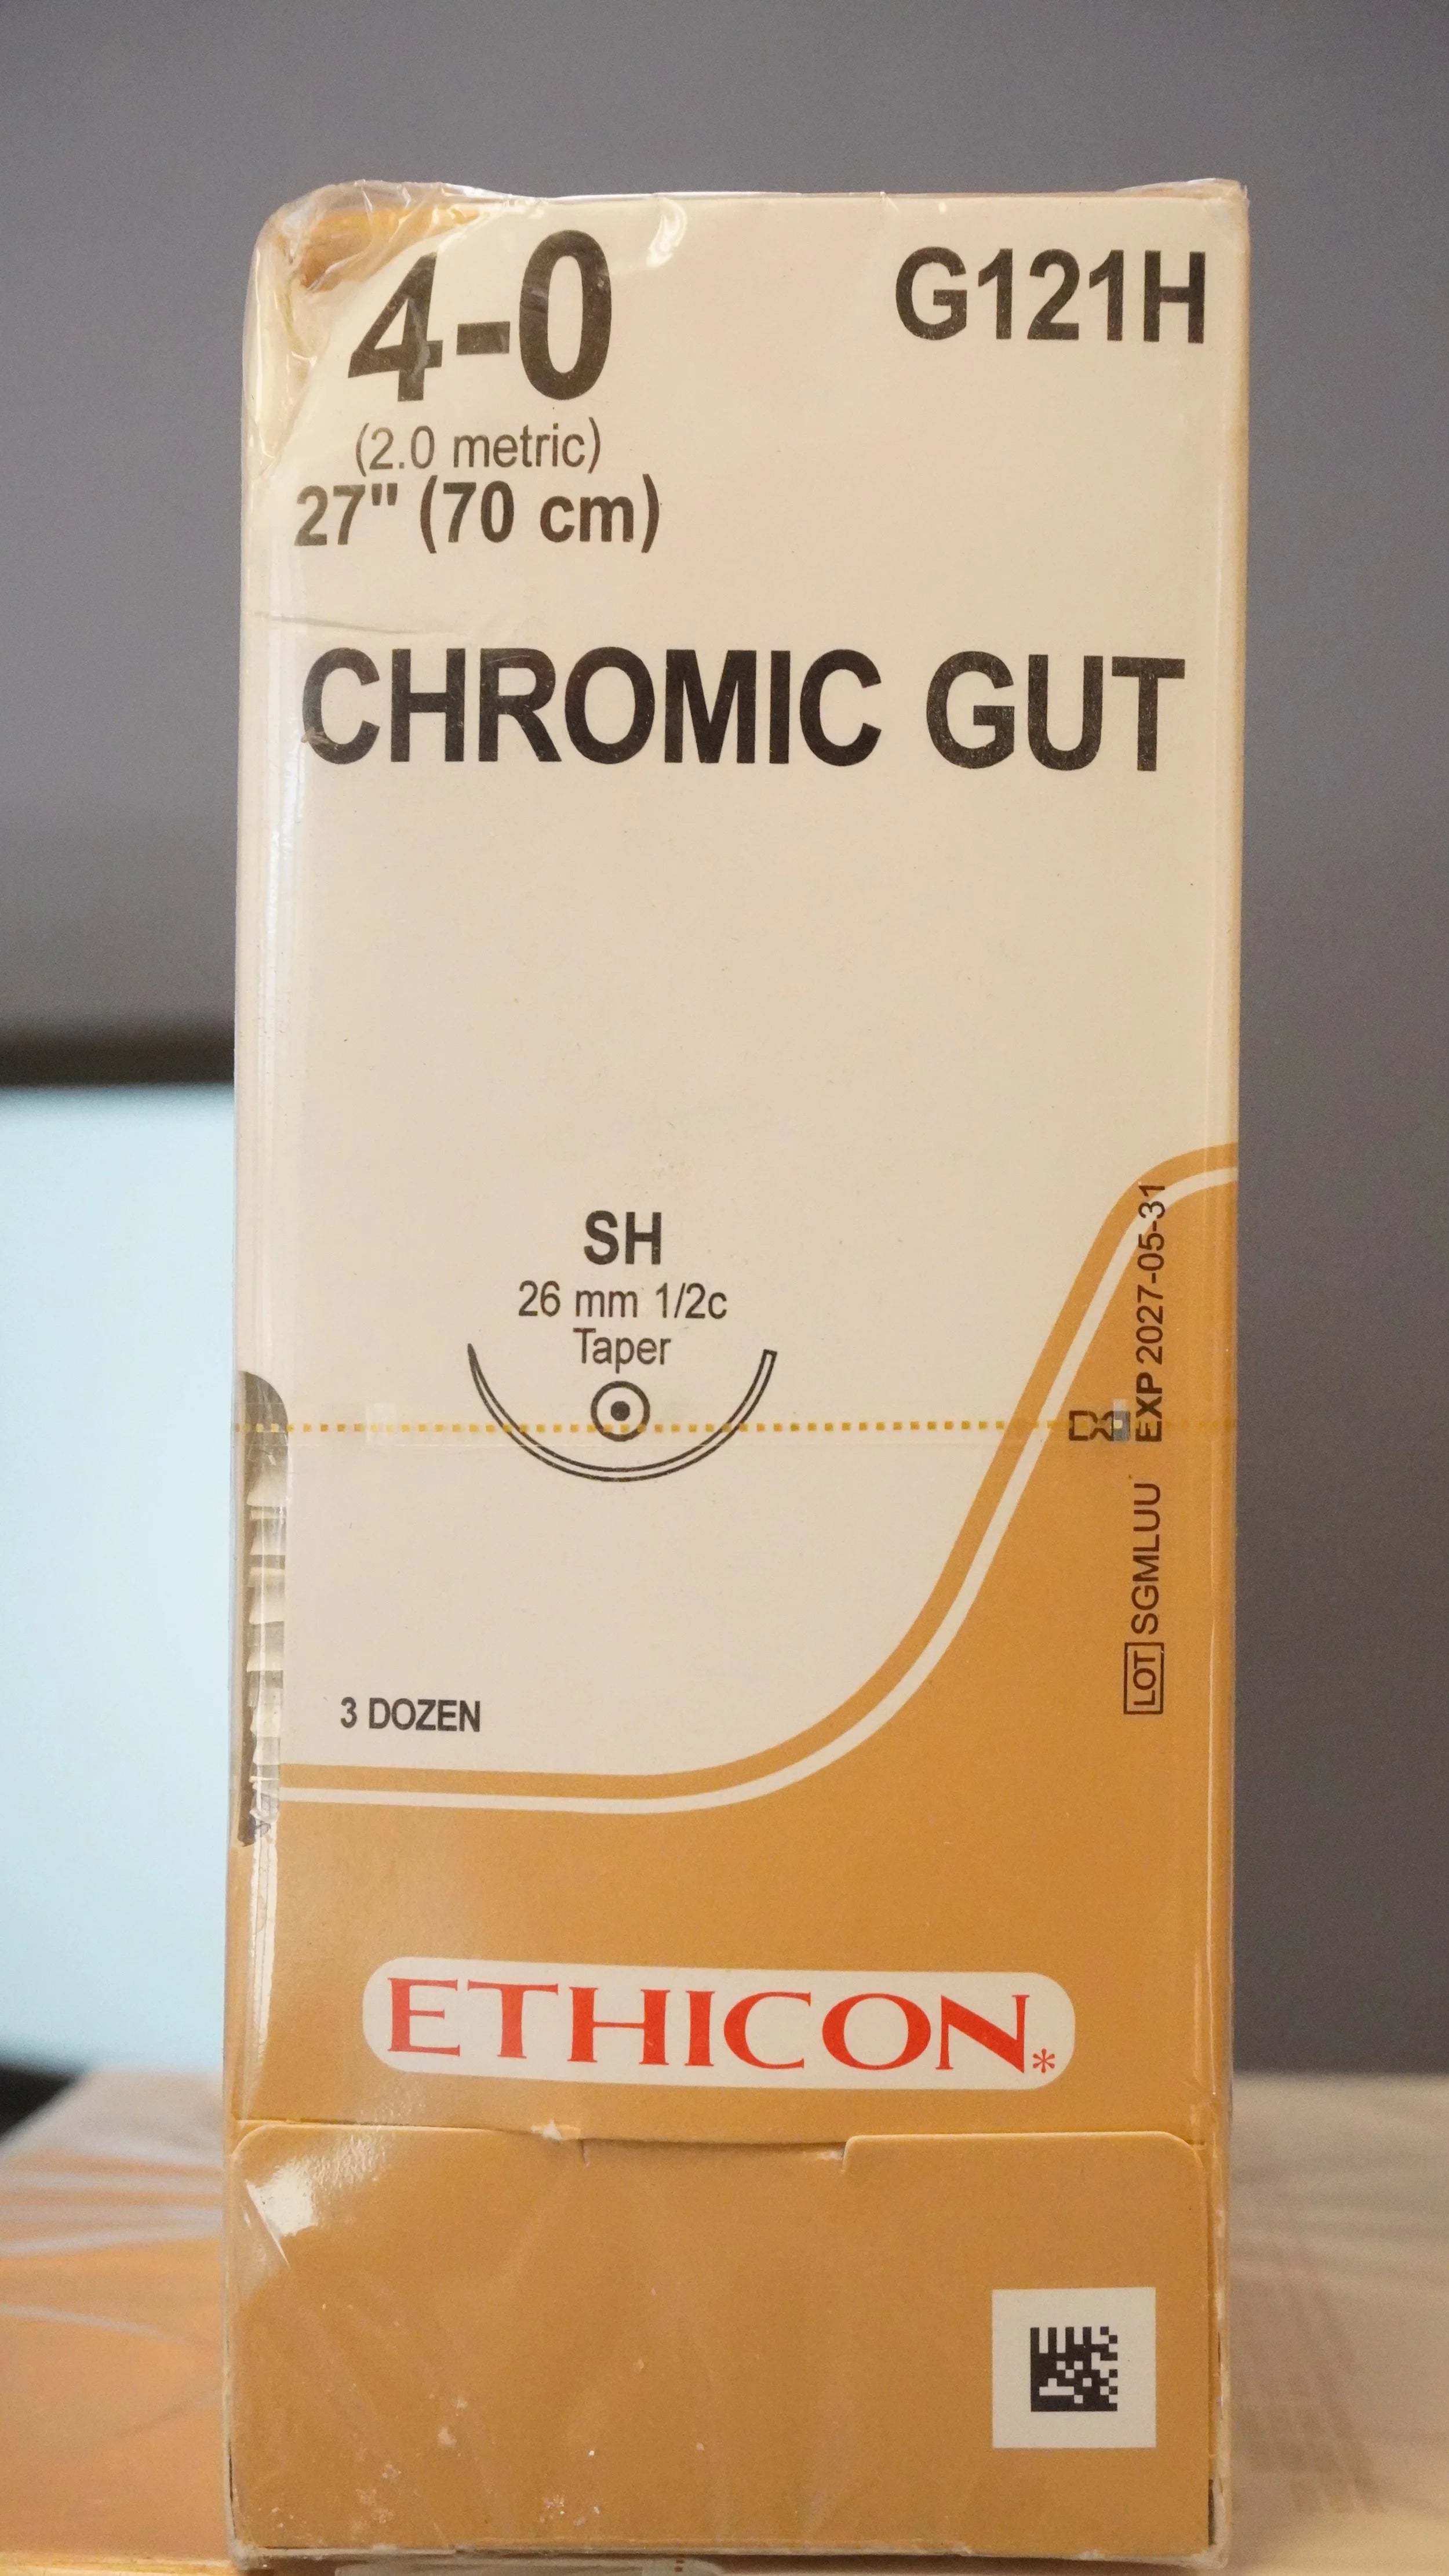 4-0
G121H
(2.0 metric)
27" (70 cm)
CHROMIC GUT
SH
26 mm 1/2c
Taper
EXP 2027-05-31
LOT SGMLUU
3 DOZEN
ETHICON*